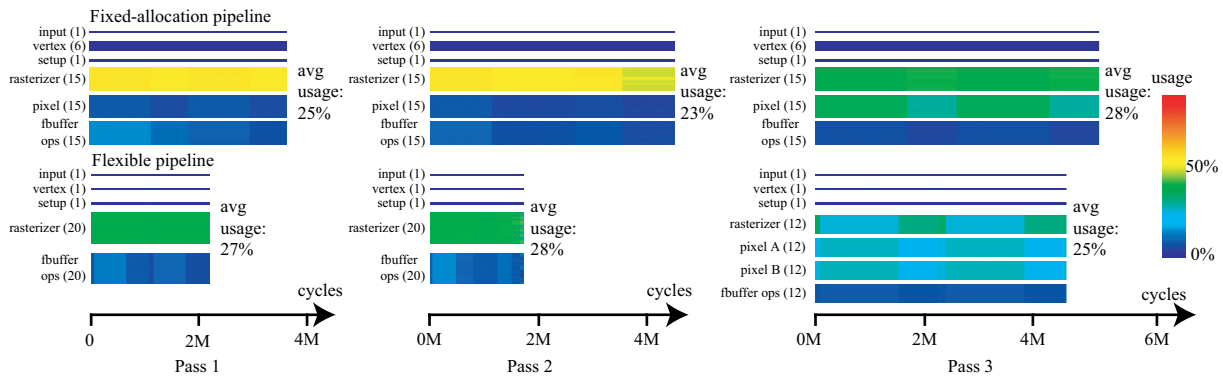 Fixed-allocation pipeline
input (1)
vertex (6)
setup (1)
rasterizer (15)
pixel (15)
fbuffer
ops (15)
avg
usage:
25%
input (1)
vertex (6)
setup (1)
rasterizer (15)
pixel (15)
fbuffer
ops (15)
avg
usage:
23%
input (1)
vertex (6)
setup (1)
rasterizer (15)
pixel (15)
fbuffer
ops (15)
avg
usage:
28%
usage
50%
0%
Flexible pipeline
input (1)
vertex (1)
setup (1)
rasterizer (20)
fbuffer
ops (20)
avg
usage:
27%
cycles
0
2M
4M
Pass 1
input (1)
vertex (1)
setup (1)
rasterizer (20)
fbuffer
ops (20)
avg
usage:
28%
cycles
0M
2M
4M
Pass 2
input (1)
vertex (1)
setup (1)
rasterizer (12)
pixel A (12)
pixel B (12)
fbuffer ops (12)
avg
usage:
25%
cycles
0M
2M
4M
6M
Pass 3